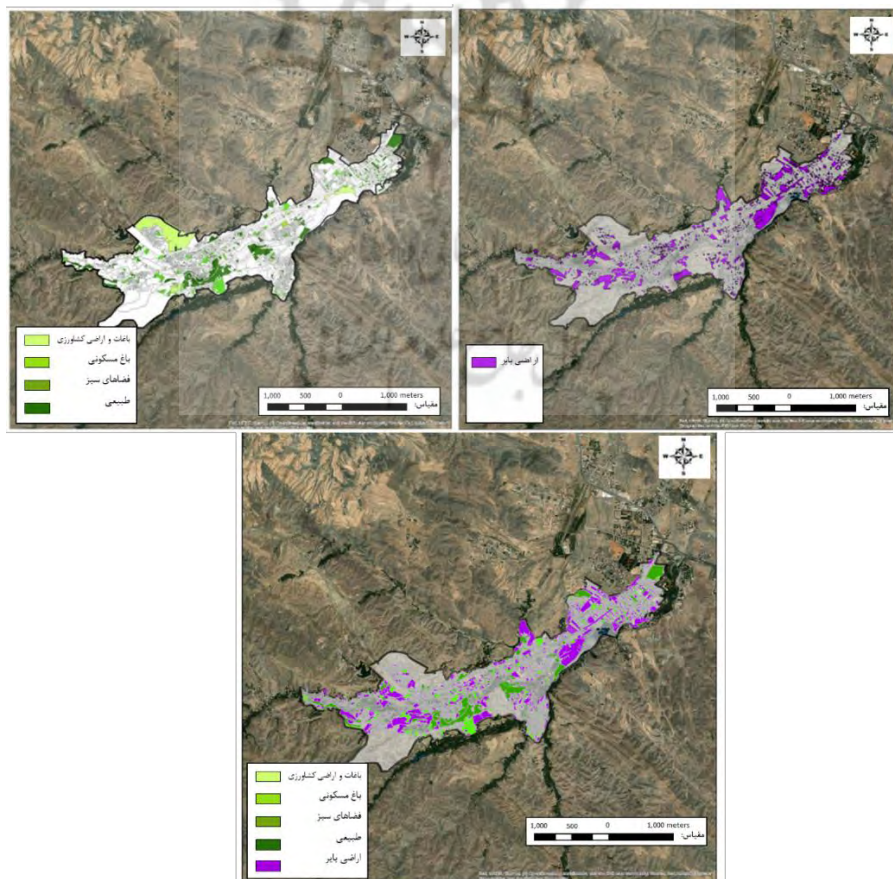 N
W E
S
باغات و اراضی کشاورزی
باغ مسکونی
فضاهای سبز
طبیعی
1,000 500 0 1,000 meters
مقیاس:
N
W E
S
اراضی بایر
1,000 500 0 1,000 meters
مقیاس:
N
W E
S
باغات و اراضی کشاورزی
باغ مسکونی
فضاهای سبز
طبیعی
اراضی بایر
1,000 500 0 1,000 meters
مقیاس: